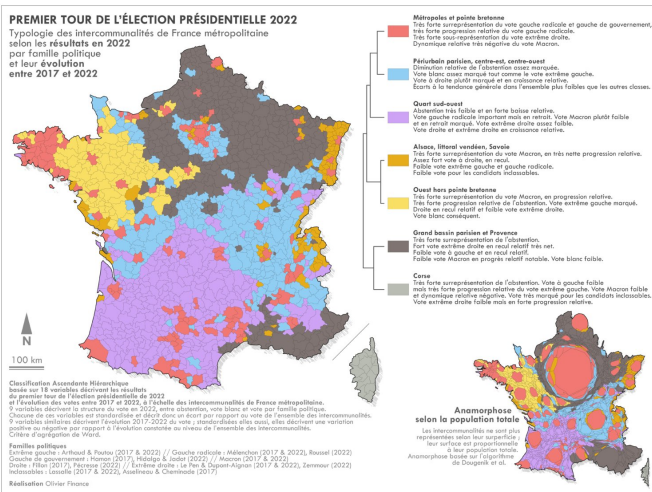 PREMIER TOUR DE L'ÉLECTION PRÉSIDENTIELLE 2022
Typologie des intercommunalités de France métropolitaine
selon les résultats en 2022
par famille politique
et leur évolution
entre 2017 et 2022
Métropoles et pointe bretonne
Très forte surreprésentation du vote gauche radicale et gauche de gouvernement,
très forte progression relative du vote gauche radicale.
Très forte sous-représentation du vote extrême droite.
Dynamique relative très négative du vote Macron.
Périurbain parisien, centre-est, centre-ouest
Diminution relative de l'abstention assez marquée.
Vote blanc assez marqué tout comme le vote extrême gauche.
Vote à droite plutôt marqué et en croissance relative.
Écarts à la tendance générale dans l'ensemble plus faibles que les autres classes.
Quart sud-ouest
Abstention très faible et en forte baisse relative.
Vote gauche radicale important mais en retrait. Vote Macron plutôt faible
et en retrait marqué. Vote extrême droite assez faible.
Vote droite et extrême droite en croissance relative.
Alsace, littoral vendéen, Savoie
Très forte surreprésentation du vote Macron, en très nette progression relative.
Assez fort vote à droite, en recul.
Faible vote extrême gauche et gauche radicale.
Faible vote pour les candidats inclassables.
Ouest hors pointe bretonne
Très forte surreprésentation du vote Macron, en progression relative.
Très forte progression relative de l'abstention. Vote extrême gauche marqué.
Droite en recul relatif et faible vote extrême droite.
Vote blanc conséquent.
Grand bassin parisien et Provence
Très forte surreprésentation de l'abstention.
Fort vote extrême droite en recul relatif très net.
Faible vote à gauche et en recul relatif.
Faible vote Macron en progrès relatif notable. Vote blanc faible.
Corse
Très forte surreprésentation de l'abstention. Vote à gauche faible
mais très forte progression relative du vote extrême gauche. Vote Macron faible
et dynamique relative négative. Vote très marqué pour les candidats inclassables.
Vote extrême droite faible mais en forte progression relative.
N
100 km
Classification Ascendante Hiérarchique
basée sur 18 variables décrivant les résultats
du premier tour de l'élection présidentielle de 2022
et l'évolution des votes entre 2017 et 2022, à l'échelle des intercommunalités de France métropolitaine.
9 variables décrivant la structure du vote en 2022, entre abstention, vote blanc et vote par famille politique.
Chacune de ces variables est standardisée et décrit donc un écart par rapport au vote de l'ensemble des intercommunalités.
9 variables similaires décrivent l'évolution 2017-2022 du vote ; standardisées elles aussi, elles décrivent une variation
positive ou négative par rapport à l'évolution constatée au niveau de l'ensemble des intercommunalités.
Critère d'agrégation de Ward.
Familles politiques
Extrême gauche : Arthaud & Poutou (2017 & 2022) // Gauche radicale : Mélenchon (2017 & 2022), Roussel (2022)
Gauche de gouvernement : Hamon (2017), Hidalgo & Jadot (2022) // Macron (2017 & 2022)
Droite : Fillon (2017), Pécresse (2022) // Extrême droite : Le Pen & Dupont-Aignan (2017 & 2022), Zemmour (2022)
Inclassables : Lassalle (2017 & 2022), Asselineau & Cheminade (2017)
Réalisation Olivier Finance
Anamorphose
selon la population totale
Les intercommunalités ne sont plus
représentées selon leur superficie ;
leur surface est proportionnelle
à leur population totale.
Anamorphose basée sur l'algorithme
de Dougenik et al.